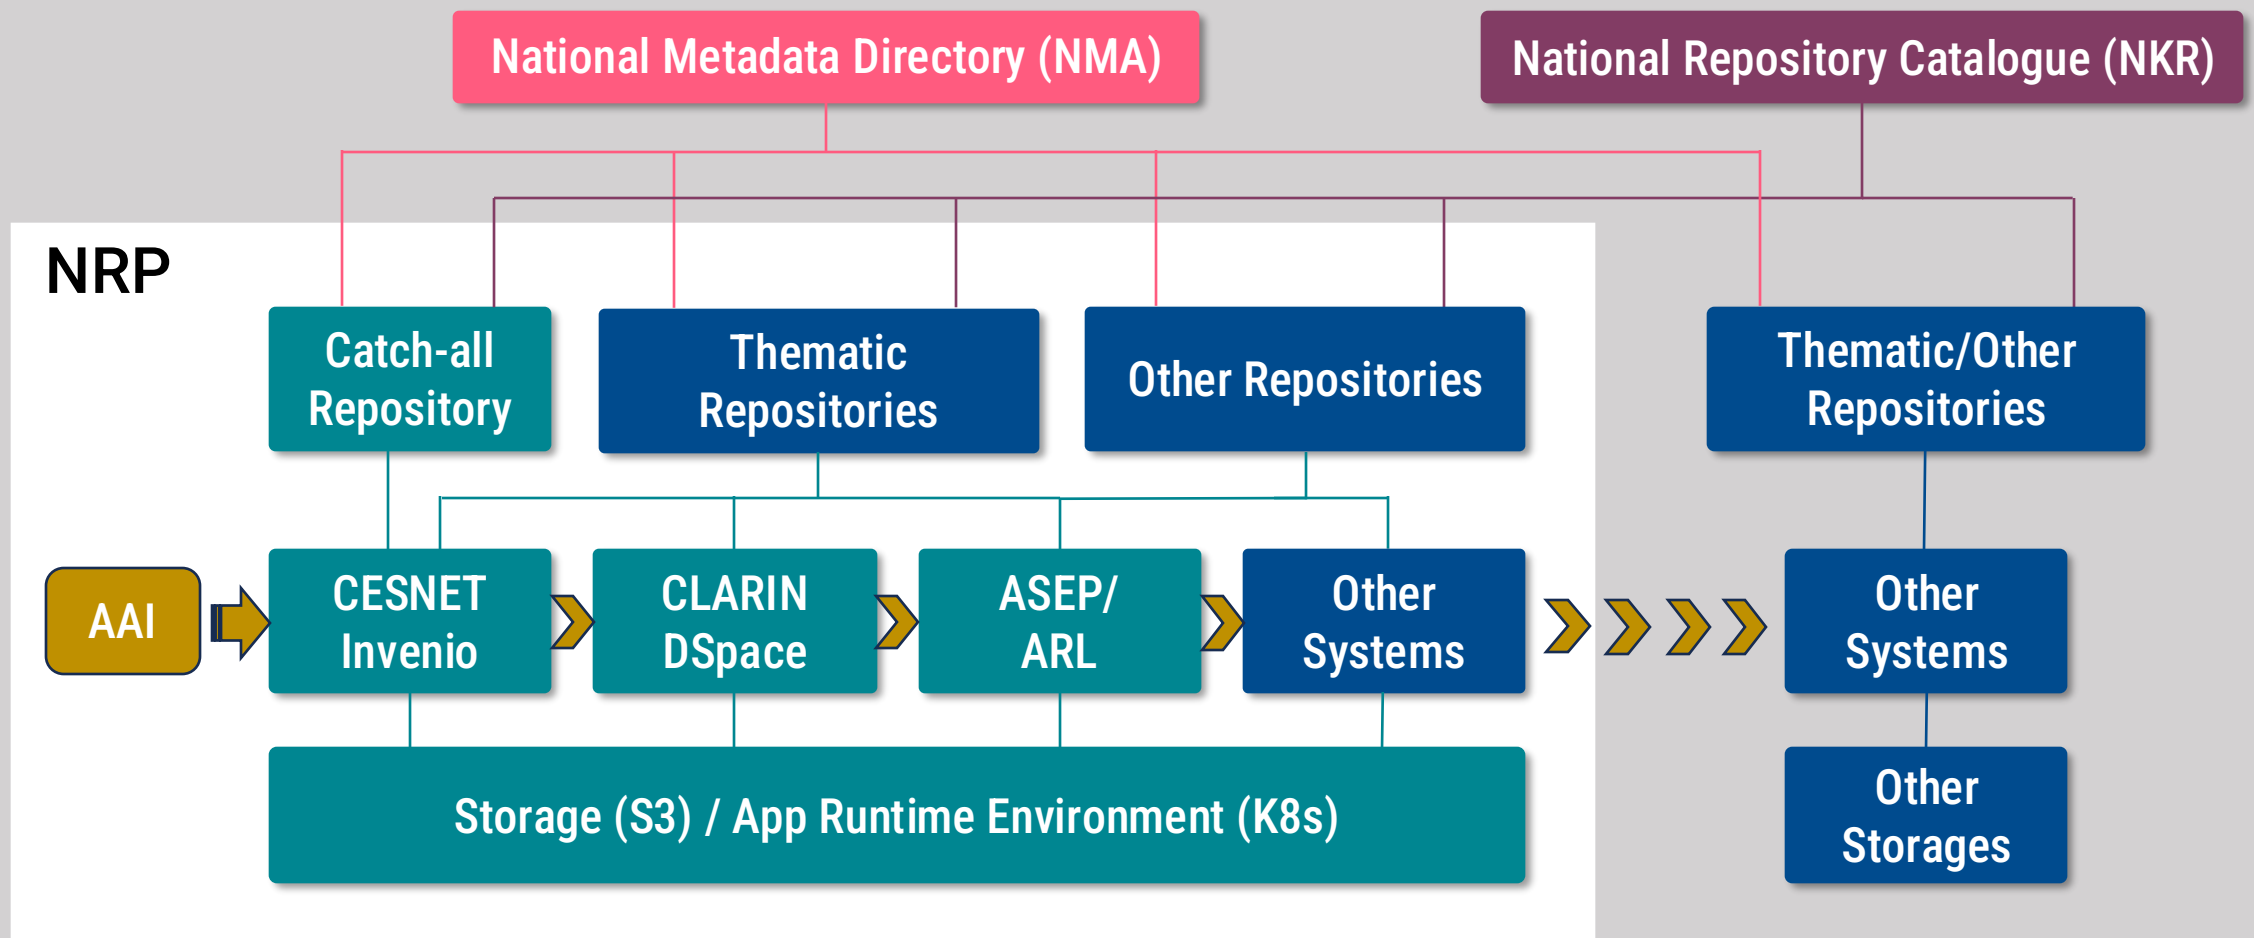 National Metadata Directory (NMA)
National Repository Catalogue (NKR)
NRP
Catch-all
Repository
Thematic
Repositories
Other Repositories
Thematic/Other
Repositories
AAI
CESNET
Invenio
CLARIN
DSpace
ASEP/
ARL
Other
Systems
Other
Systems
Storage (S3) / App Runtime Environment (K8s)
Other
Storages